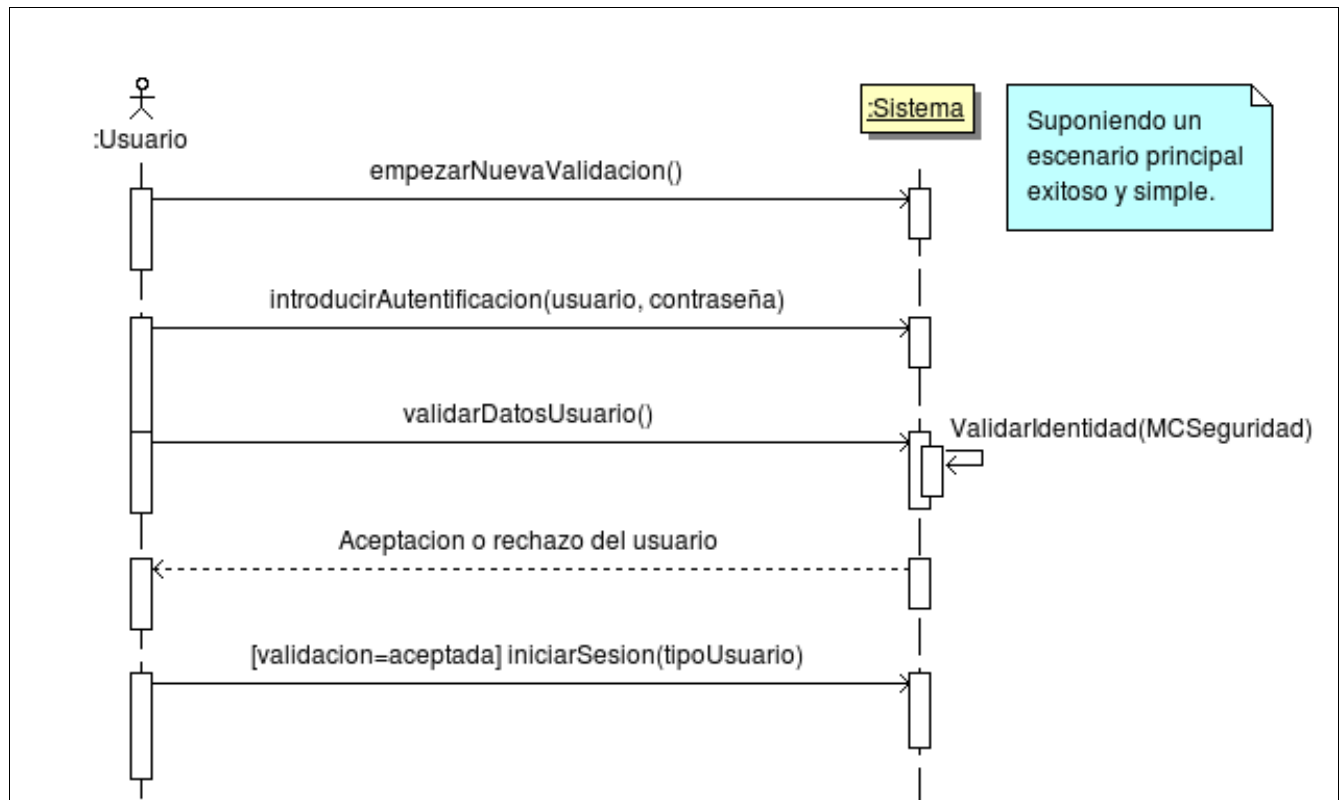 :Usuario
:Sistema
Suponiendo un
escenario principal
exitoso y simple.
empezarNuevaValidacion()
introducirAutentificacion(usuario, contraseña)
validarDatosUsuario()
ValidarIdentidad(MCSeguridad)
Aceptacion o rechazo del usuario
[validacion=aceptada] iniciarSesion(tipoUsuario)